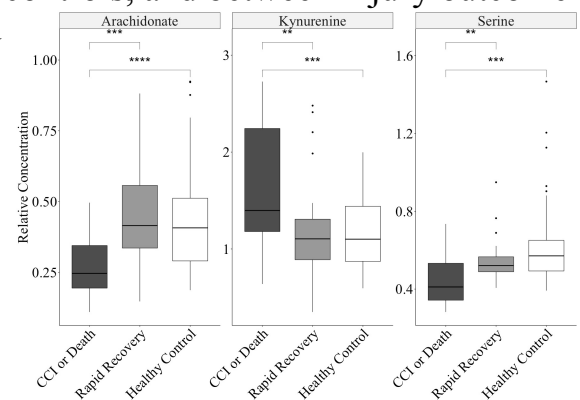 Arachidonate
Kynurenine
Serine
***
****
**
***
**
***
Relative Concentration
1.00
0.75
0.50
0.25
3
2
1
1.6
1.2
0.8
0.4
CCI or Death
Rapid Recovery
Healthy Control
CCI or Death
Rapid Recovery
Healthy Control
CCI or Death
Rapid Recovery
Healthy Control